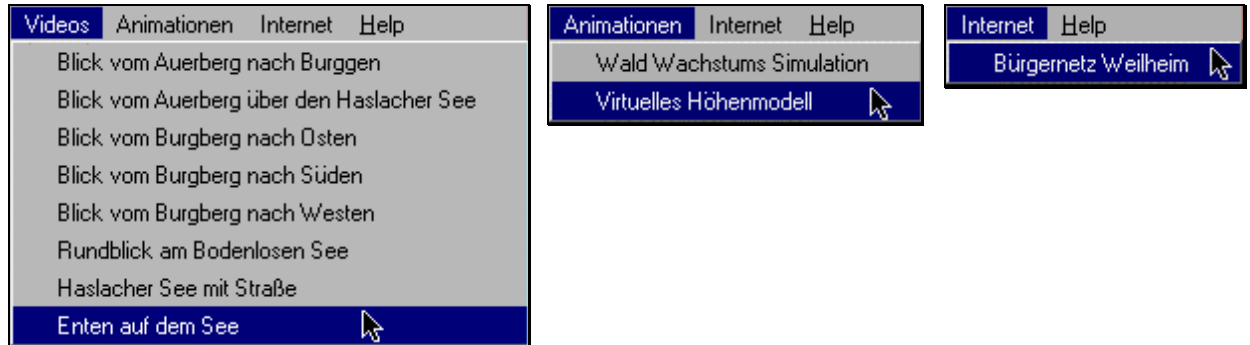 Videos Animationen Internet Help
Blick vom Auerberg nach Burggen
Blick vom Auerberg über den Haslacher See
Blick vom Burgberg nach Osten
Blick vom Burgberg nach Süden
Blick vom Burgberg nach Westen
Rundblick am Bodenlosen See
Haslacher See mit Straße
Enten auf dem See
Animationen Internet Help
Wald Wachstums Simulation
Virtuelles Höhenmodell
Internet Help
Bürgernetz Weilheim